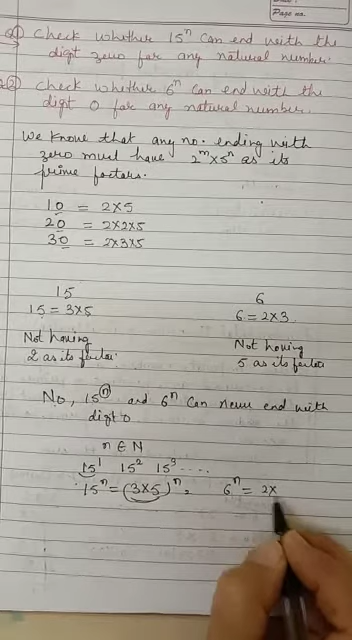 Date
Page no.
Q1 Check whether 15ⁿ can end with the
digit zero for any natural number.
Q2 Check whether 6ⁿ can end with the
digit 0 for any natural number.
We know that any no. ending with
zero must have 2ᵐ×5ⁿ as its
prime factors.
10 = 2×5
20 = 2×2×5
30 = 2×3×5
15 6
15 = 3×5 6 = 2×3
Not having Not having
2 as its factor. 5 as its factor
No, 15ⁿ and 6ⁿ can never end with
digit 0
n ∈ N
15¹ 15² 15³ ....
15ⁿ = (3×5)ⁿ, 6ⁿ = 2×